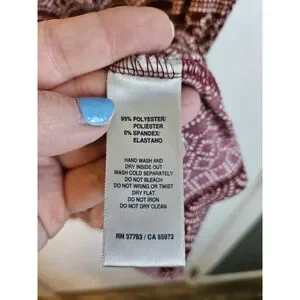 95% POLYESTER/
POLIÉSTER
5% SPANDEX/
ELASTANO
HAND WASH AND
DRY INSIDE OUT
WASH COLD SEPARATELY
DO NOT BLEACH
DO NOT WRING OR TWIST
DRY FLAT
DO NOT IRON
DO NOT DRY CLEAN
RN 37763 / CA 55972